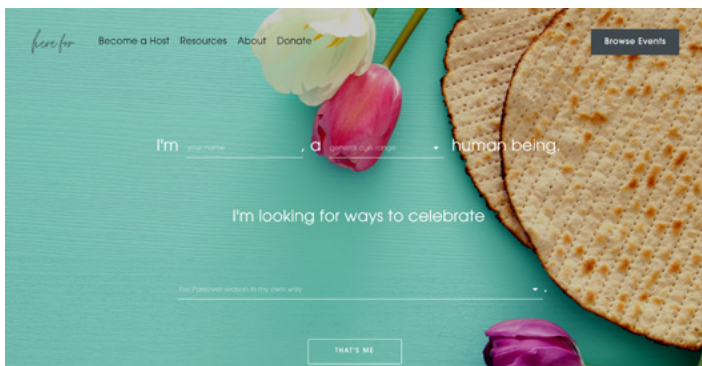 here for
Become a Host Resources About Donate
Browse Events
I'm your name , a general age range human being.
I'm looking for ways to celebrate
the Passover season in my own way .
THAT'S ME